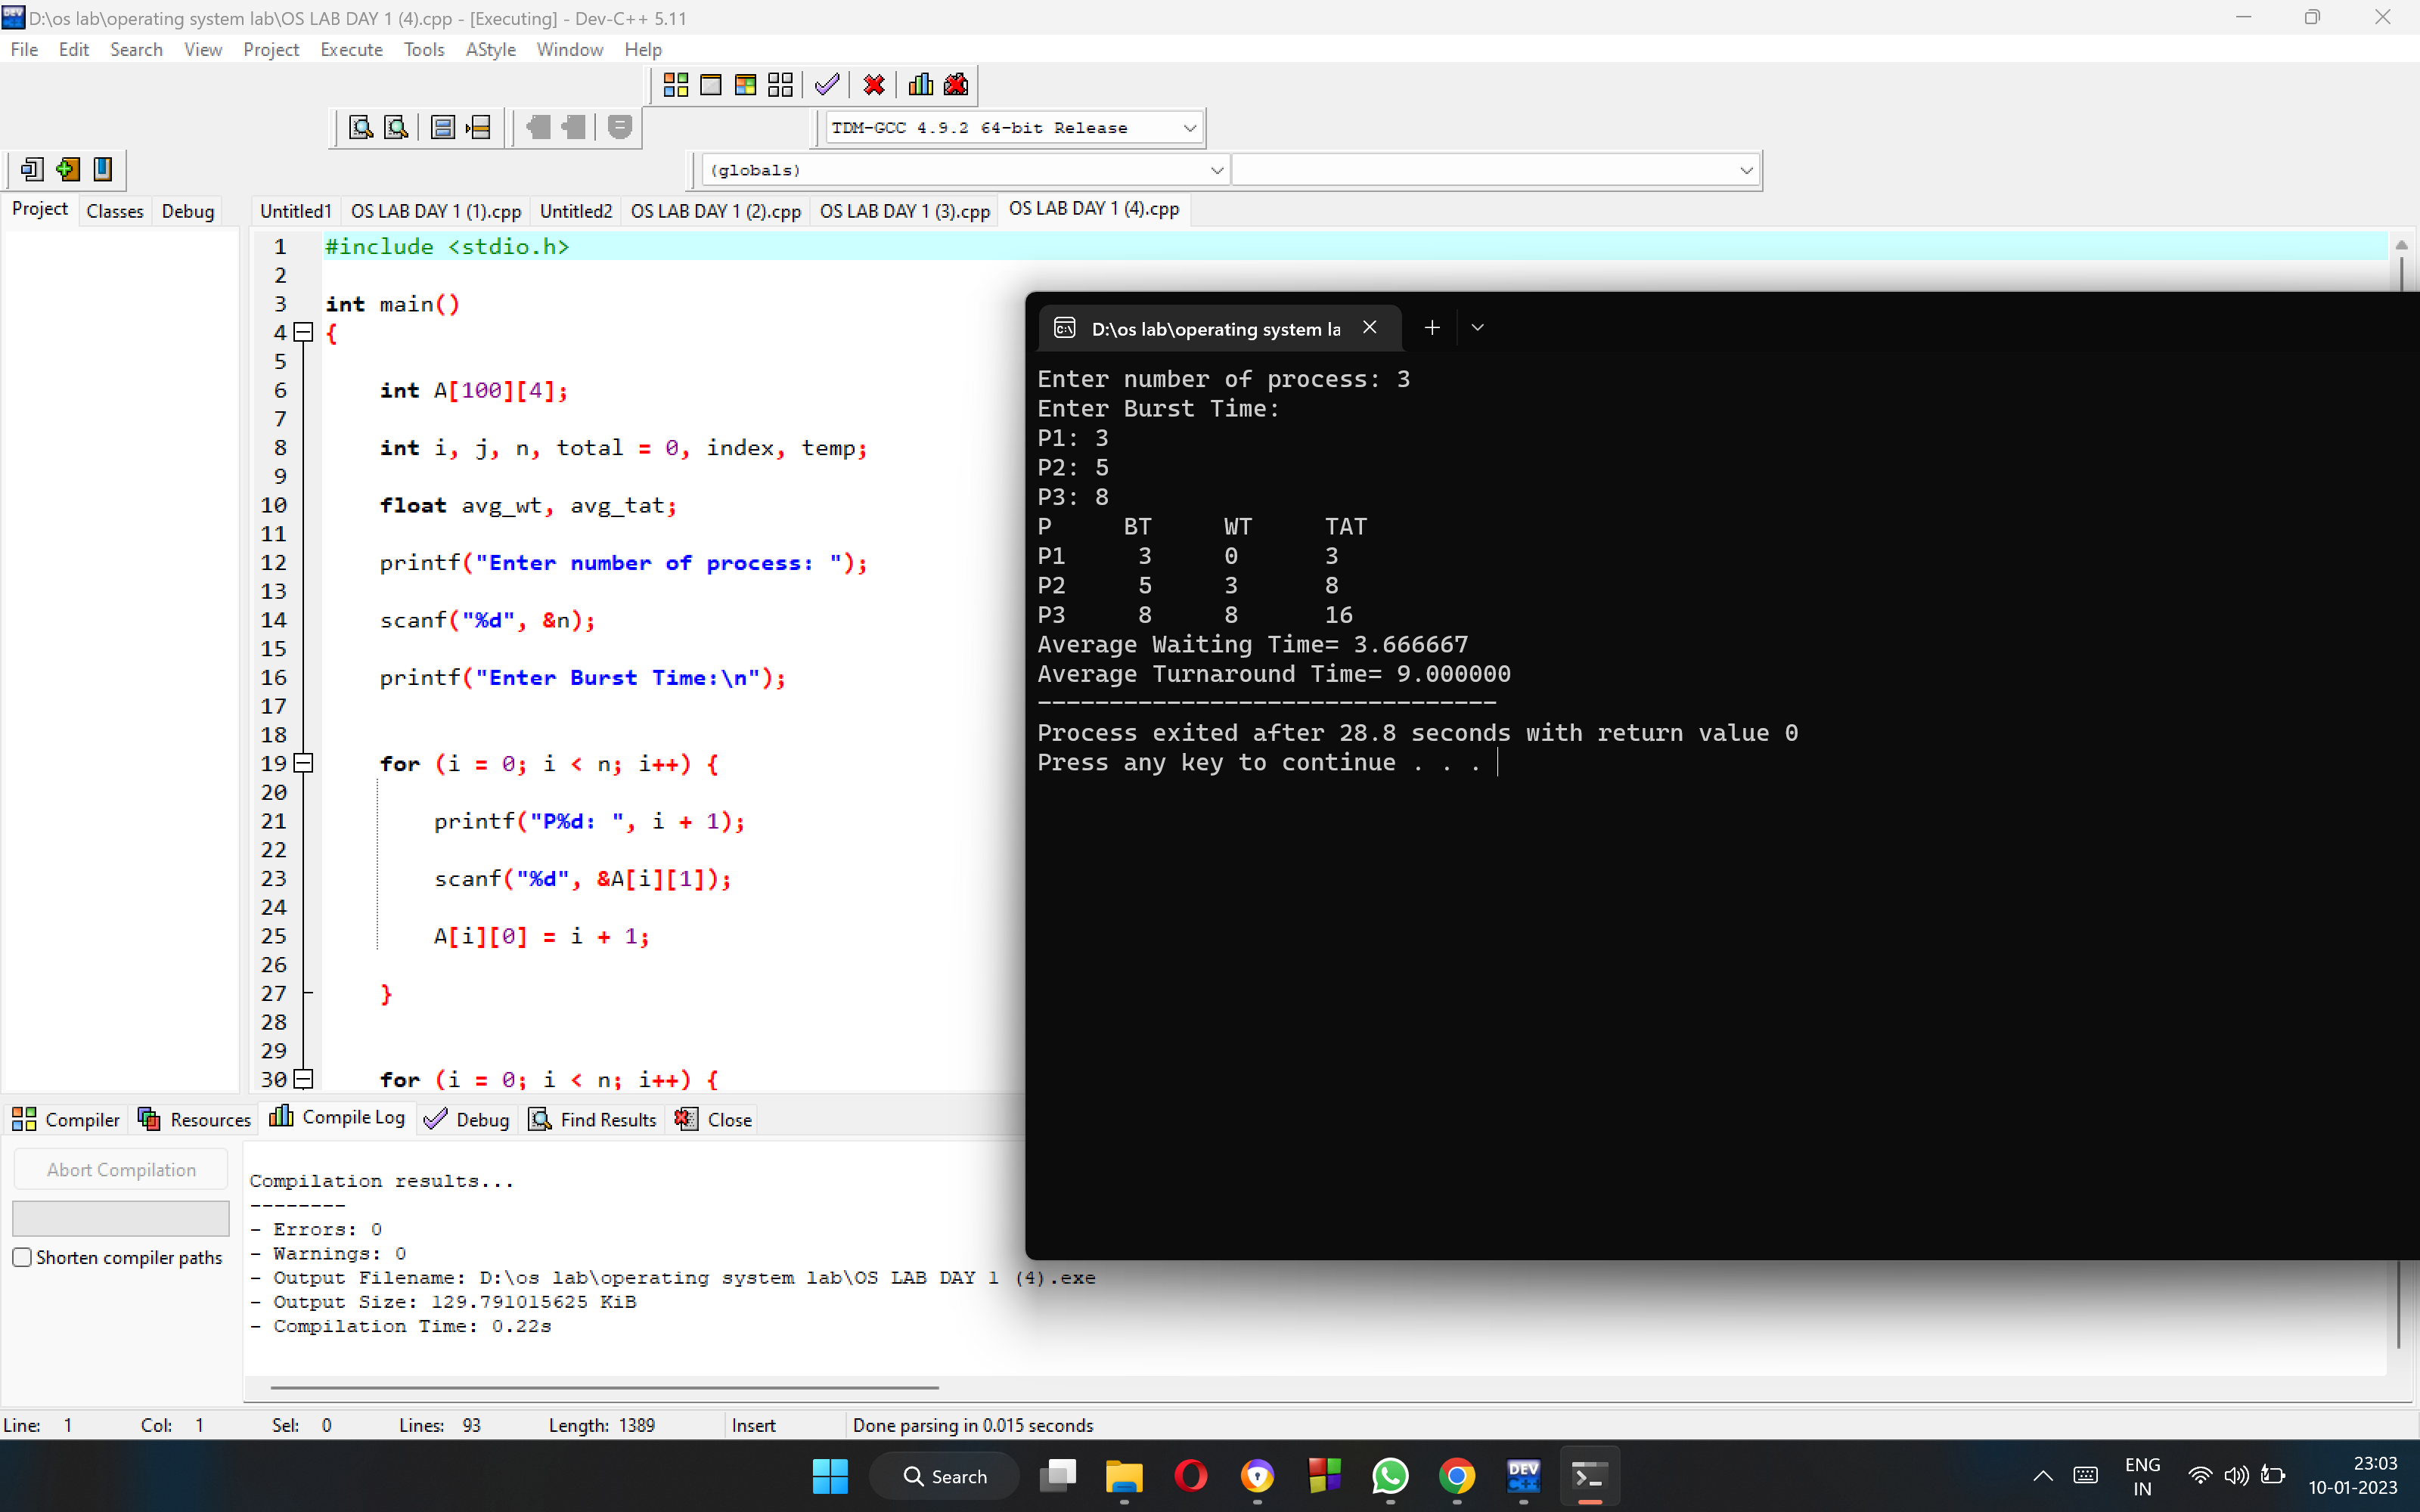 D:\os lab\operating system lab\OS LAB DAY 1 (4).cpp - [Executing] - Dev-C++ 5.11
File Edit Search View Project Execute Tools AStyle Window Help
TDM-GCC 4.9.2 64-bit Release
(globals)
Project Classes Debug
Untitled1 OS LAB DAY 1 (1).cpp Untitled2 OS LAB DAY 1 (2).cpp OS LAB DAY 1 (3).cpp OS LAB DAY 1 (4).cpp
1 #include <stdio.h>
2
3 int main()
4 {
5
6 int A[100][4];
7
8 int i, j, n, total = 0, index, temp;
9
10 float avg_wt, avg_tat;
11
12 printf("Enter number of process: ");
13
14 scanf("%d", &n);
15
16 printf("Enter Burst Time:\n");
17
18
19 for (i = 0; i < n; i++) {
20
21 printf("P%d: ", i + 1);
22
23 scanf("%d", &A[i][1]);
24
25 A[i][0] = i + 1;
26
27 }
28
29
30 for (i = 0; i < n; i++) {
D:\os lab\operating system la
Enter number of process: 3
Enter Burst Time:
P1: 3
P2: 5
P3: 8
P BT WT TAT
P1 3 0 3
P2 5 3 8
P3 8 8 16
Average Waiting Time= 3.666667
Average Turnaround Time= 9.000000
--------------------------------
Process exited after 28.8 seconds with return value 0
Press any key to continue . . .
Compiler Resources Compile Log Debug Find Results Close
Abort Compilation
Shorten compiler paths
Compilation results...
--------
- Errors: 0
- Warnings: 0
- Output Filename: D:\os lab\operating system lab\OS LAB DAY 1 (4).exe
- Output Size: 129.791015625 KiB
- Compilation Time: 0.22s
Line: 1 Col: 1 Sel: 0 Lines: 93 Length: 1389 Insert Done parsing in 0.015 seconds
Search
DEV C++
ENG
IN
23:03
10-01-2023